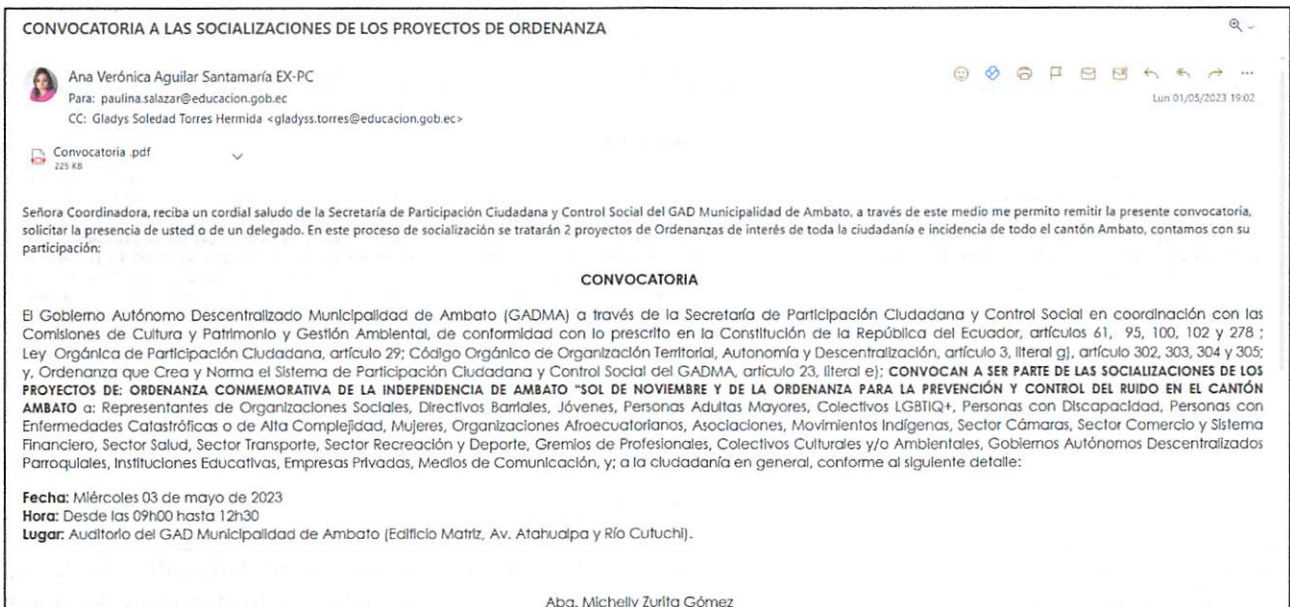 CONVOCATORIA A LAS SOCIALIZACIONES DE LOS PROYECTOS DE ORDENANZA
Ana Verónica Aguilar Santamaría EX-PC
Para: paulina.salazar@educacion.gob.ec
Lun 01/05/2023 19:02
CC: Gladys Soledad Torres Hermida <gladyss.torres@educacion.gob.ec>
Convocatoria .pdf
225 KB
Señora Coordinadora, reciba un cordial saludo de la Secretaría de Participación Ciudadana y Control Social del GAD Municipalidad de Ambato, a través de este medio me permito remitir la presente convocatoria,
solicitar la presencia de usted o de un delegado. En este proceso de socialización se tratarán 2 proyectos de Ordenanzas de interés de toda la ciudadanía e incidencia de todo el cantón Ambato, contamos con su
participación;
CONVOCATORIA
El Gobierno Autónomo Descentralizado Municipalidad de Ambato (GADMA) a través de la Secretaría de Participación Ciudadana y Control Social en coordinación con las
Comisiones de Cultura y Patrimonio y Gestión Ambiental, de conformidad con lo prescrito en la Constitución de la República del Ecuador, artículos 61, 95, 100, 102 y 278 ;
Ley Orgánica de Participación Ciudadana, artículo 29; Código Orgánico de Organización Territorial, Autonomía y Descentralización, artículo 3, literal g), artículo 302, 303, 304 y 305;
y, Ordenanza que Crea y Norma el Sistema de Participación Ciudadana y Control Social del GADMA, artículo 23, literal e); CONVOCAN A SER PARTE DE LAS SOCIALIZACIONES DE LOS
PROYECTOS DE: ORDENANZA CONMEMORATIVA DE LA INDEPENDENCIA DE AMBATO "SOL DE NOVIEMBRE Y DE LA ORDENANZA PARA LA PREVENCIÓN Y CONTROL DEL RUIDO EN EL CANTÓN
AMBATO a: Representantes de Organizaciones Sociales, Directivos Barriales, Jóvenes, Personas Adultas Mayores, Colectivos LGBTIQ+, Personas con Discapacidad, Personas con
Enfermedades Catastróficas o de Alta Complejidad, Mujeres, Organizaciones Afroecuatorianos, Asociaciones, Movimientos Indígenas, Sector Cámaras, Sector Comercio y Sistema
Financiero, Sector Salud, Sector Transporte, Sector Recreación y Deporte, Gremios de Profesionales, Colectivos Culturales y/o Ambientales, Gobiernos Autónomos Descentralizados
Parroquiales, Instituciones Educativas, Empresas Privadas, Medios de Comunicación, y; a la ciudadanía en general, conforme al siguiente detalle:
Fecha: Miércoles 03 de mayo de 2023
Hora: Desde las 09h00 hasta 12h30
Lugar: Auditorio del GAD Municipalidad de Ambato (Edificio Matriz, Av. Atahualpa y Río Cutuchi).
Abg. Michelly Zurita Gómez